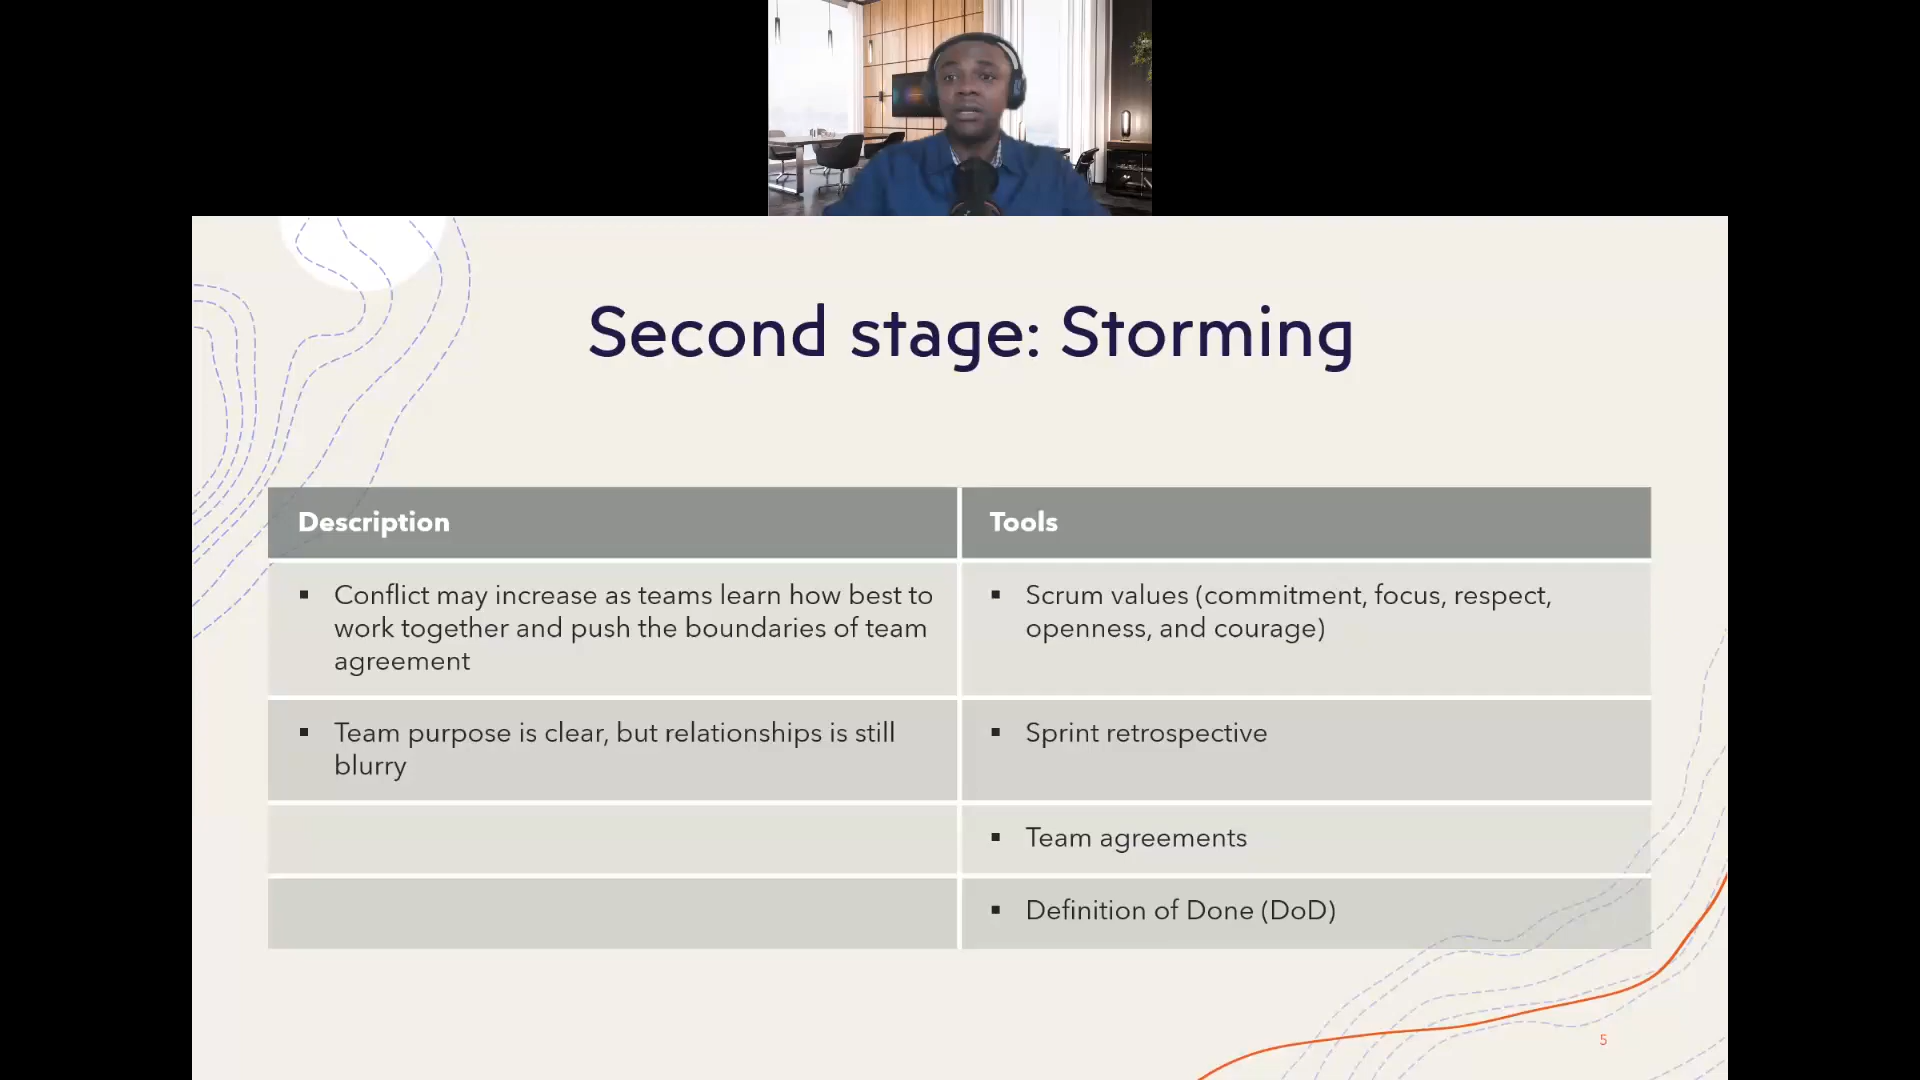 Second stage: Storming
Description
Tools
▪ Conflict may increase as teams learn how best to
work together and push the boundaries of team
agreement
▪ Scrum values (commitment, focus, respect,
openness, and courage)
▪ Team purpose is clear, but relationships is still
blurry
▪ Sprint retrospective
▪ Team agreements
▪ Definition of Done (DoD)
5